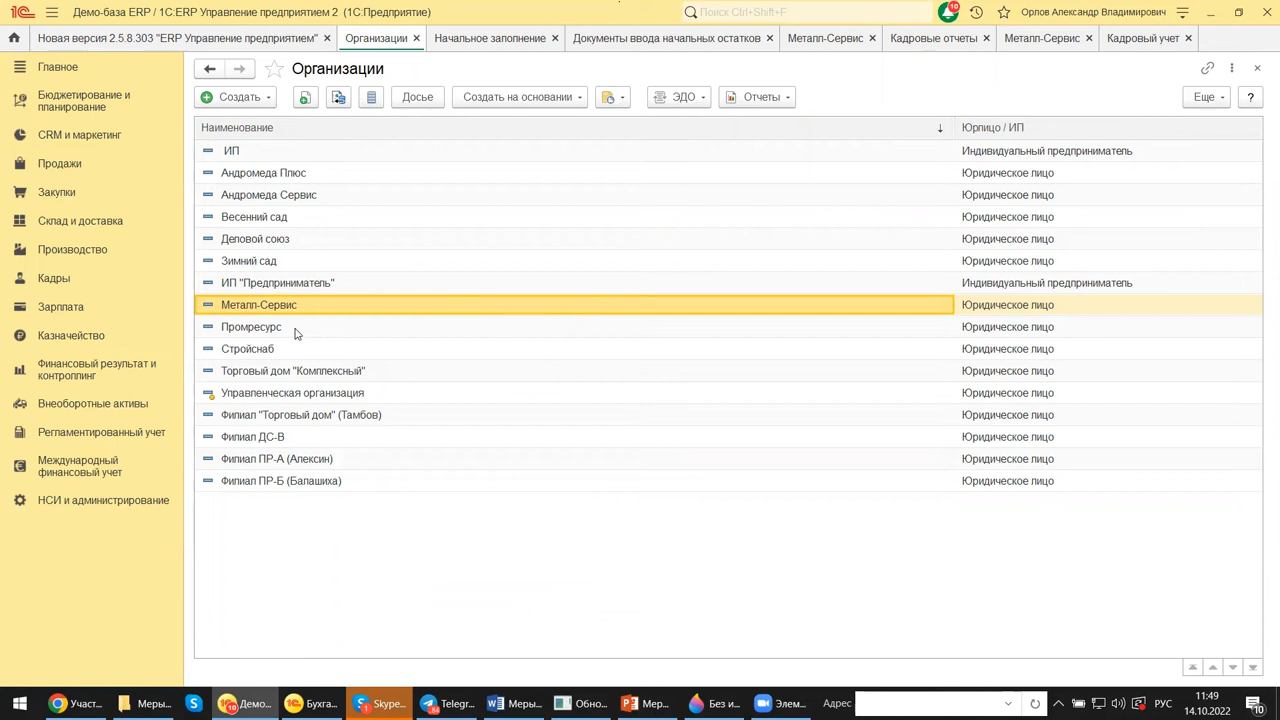 Демо-база ERP / 1С:ERP Управление предприятием 2 (1С:Предприятие)
Поиск Ctrl+Shift+F
10
Орлов Александр Владимирович
Новая версия 2.5.8.303 "ERP Управление предприятием"
Организации
Начальное заполнение
Документы ввода начальных остатков
Металл-Сервис
Кадровые отчеты
Металл-Сервис
Кадровый учет
Главное
Бюджетирование и
планирование
CRM и маркетинг
Продажи
Закупки
Склад и доставка
Производство
Кадры
Зарплата
Казначейство
Финансовый результат и
контроллинг
Внеоборотные активы
Регламентированный учет
Международный
финансовый учет
НСИ и администрирование
Организации
Создать
Досье
Создать на основании
ЭДО
Отчеты
Еще
?
Наименование
Юрлицо / ИП
ИП
Индивидуальный предприниматель
Андромеда Плюс
Юридическое лицо
Андромеда Сервис
Юридическое лицо
Весенний сад
Юридическое лицо
Деловой союз
Юридическое лицо
Зимний сад
Юридическое лицо
ИП "Предприниматель"
Индивидуальный предприниматель
Металл-Сервис
Юридическое лицо
Промресурс
Юридическое лицо
Стройснаб
Юридическое лицо
Торговый дом "Комплексный"
Юридическое лицо
Управленческая организация
Юридическое лицо
Филиал "Торговый дом" (Тамбов)
Юридическое лицо
Филиал ДС-В
Юридическое лицо
Филиал ПР-А (Алексин)
Юридическое лицо
Филиал ПР-Б (Балашиха)
Юридическое лицо
Участ...
Меры...
Демо...
Бухга...
Skype...
Telegr...
Меры...
Обно...
Мер...
Без и...
Элем...
Адрес
РУС
11:49
14.10.2022
10